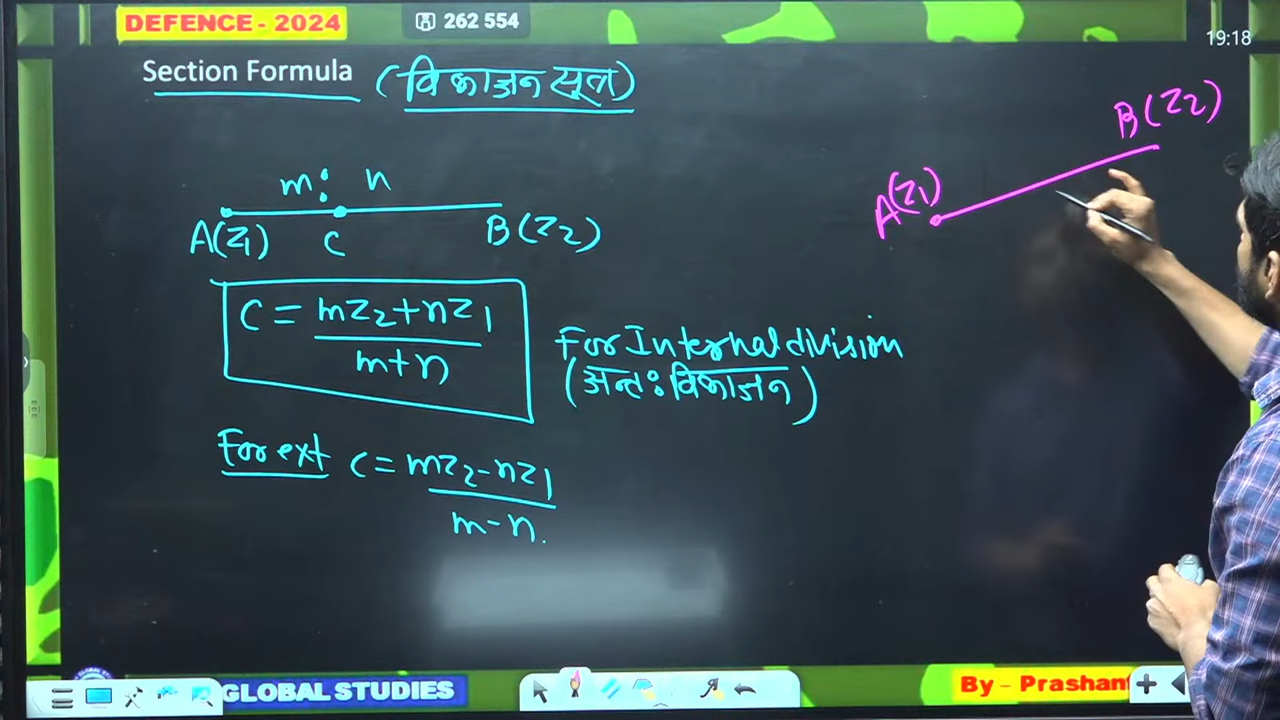 DEFENCE - 2024
262 554
19:18
Section Formula (विभाजन सूत्र)
m : n
A(z1) C B(z2)
C = mz2+nz1
m+n
For Internal division
(अन्तः विभाजन)
For ext C = mz2-nz1
m-n.
A(z1)
B(z2)
GLOBAL STUDIES
By - Prashant